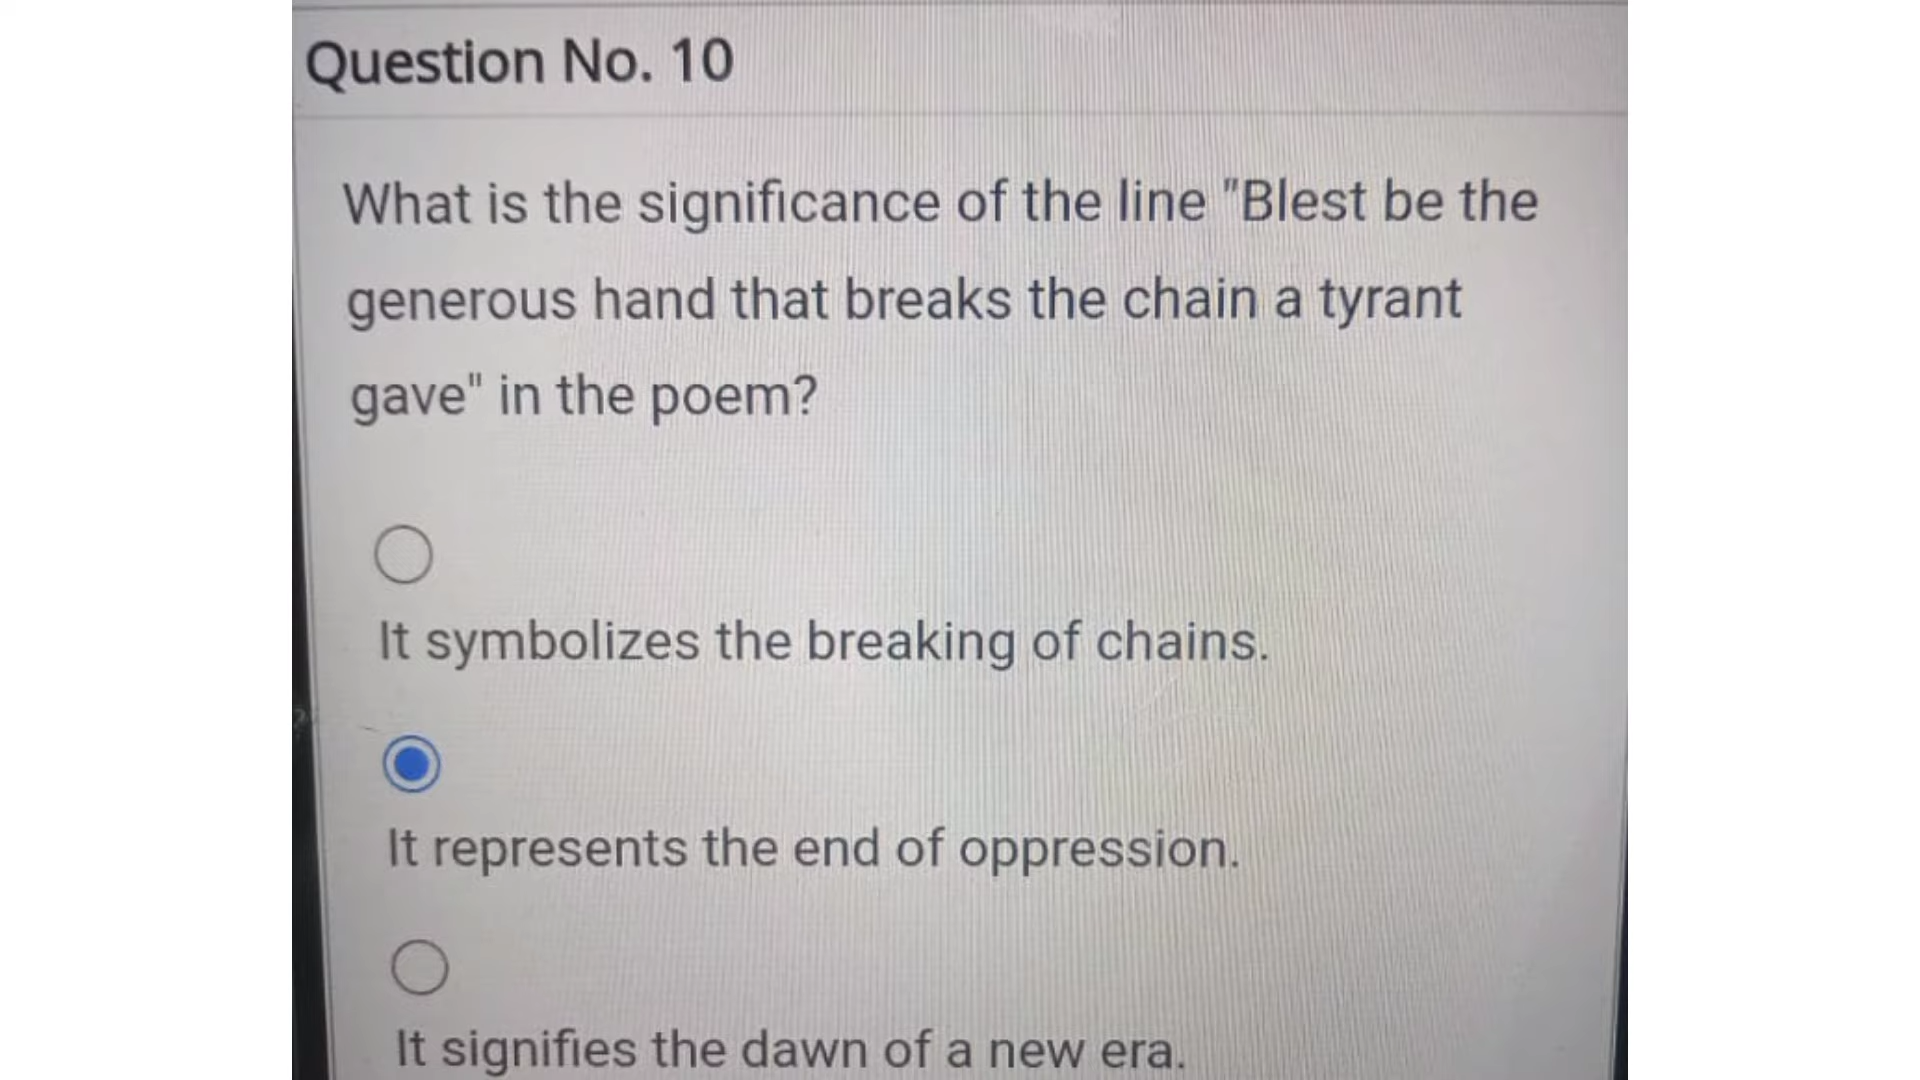 Question No. 10
What is the significance of the line "Blest be the
generous hand that breaks the chain a tyrant
gave" in the poem?
It symbolizes the breaking of chains.
It represents the end of oppression.
It signifies the dawn of a new era.